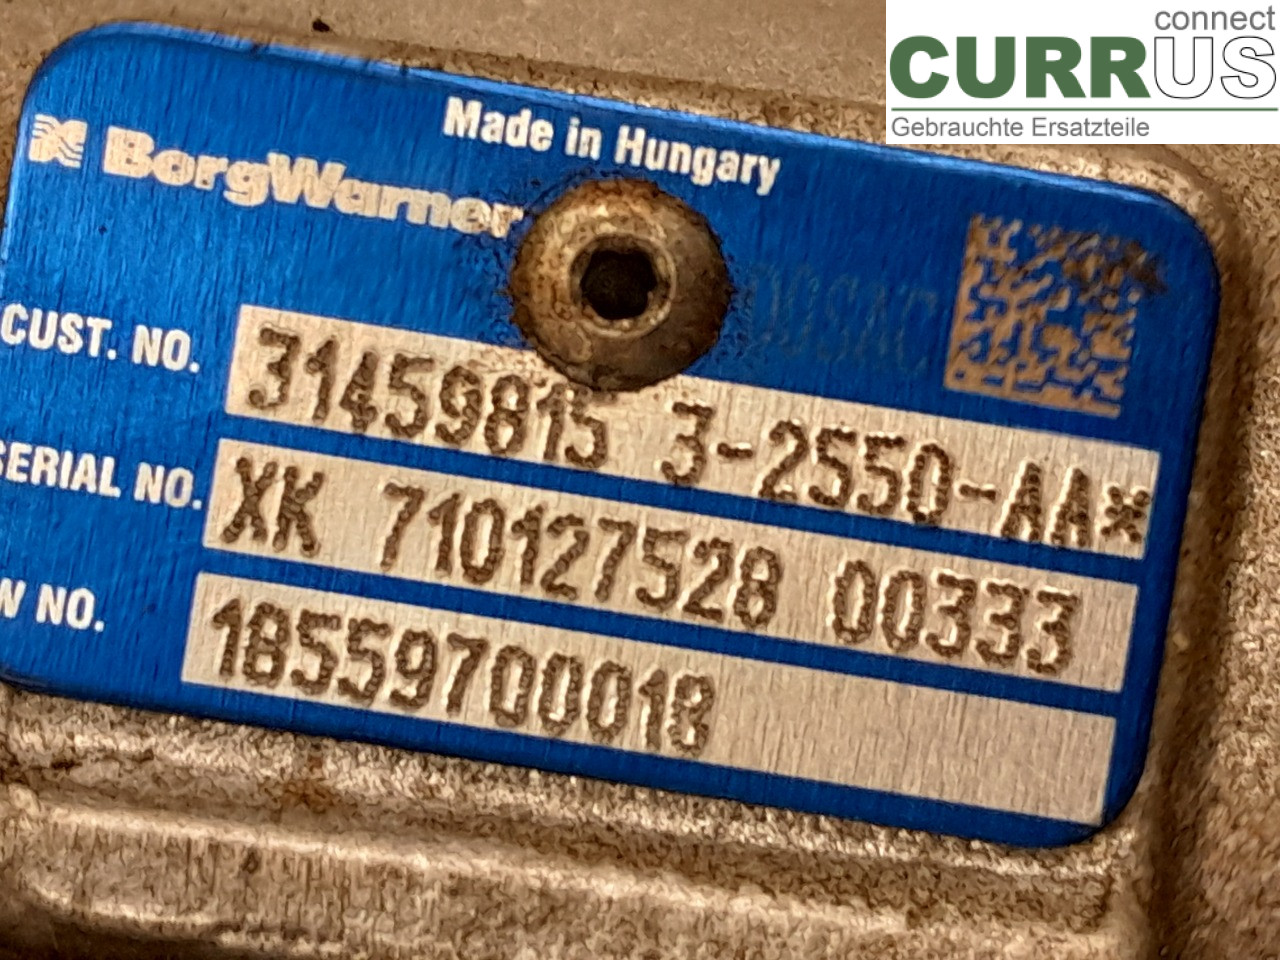 connect
CURRUS
Gebrauchte Ersatzteile
Made in Hungary
BorgWarner
CUST. NO. 31459815 3-2550-AA*
SERIAL NO. XK 710127528 00333
W NO. 18559700018